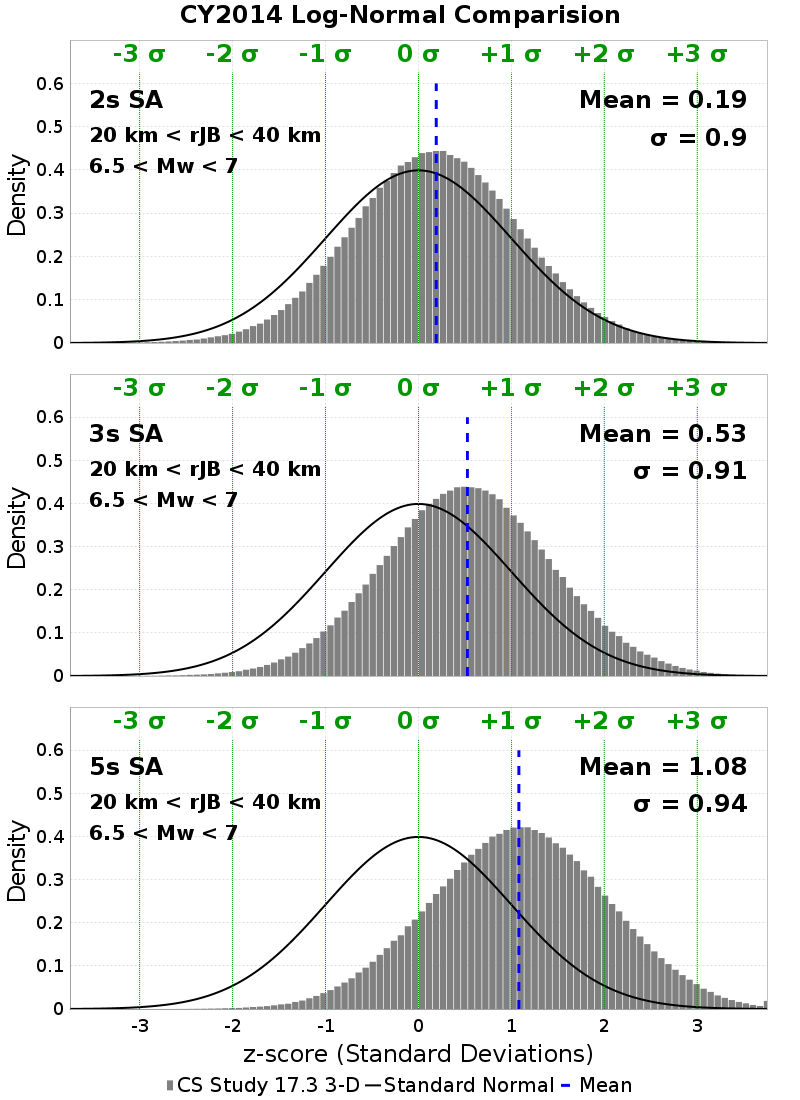 CY2014 Log-Normal Comparision
-3 σ -2 σ -1 σ 0 σ +1 σ +2 σ +3 σ
0.6
2s SA Mean = 0.19
0.5
20 km < rJB < 40 km σ = 0.9
6.5 < Mw < 7
0.4
Density
0.3
0.2
0.1
0
-3 σ -2 σ -1 σ 0 σ +1 σ +2 σ +3 σ
0.6
3s SA Mean = 0.53
0.5
20 km < rJB < 40 km σ = 0.91
6.5 < Mw < 7
0.4
Density
0.3
0.2
0.1
0
-3 σ -2 σ -1 σ 0 σ +1 σ +2 σ +3 σ
0.6
5s SA Mean = 1.08
0.5
20 km < rJB < 40 km σ = 0.94
6.5 < Mw < 7
0.4
Density
0.3
0.2
0.1
0
-3 -2 -1 0 1 2 3
z-score (Standard Deviations)
CS Study 17.3 3-D Standard Normal Mean